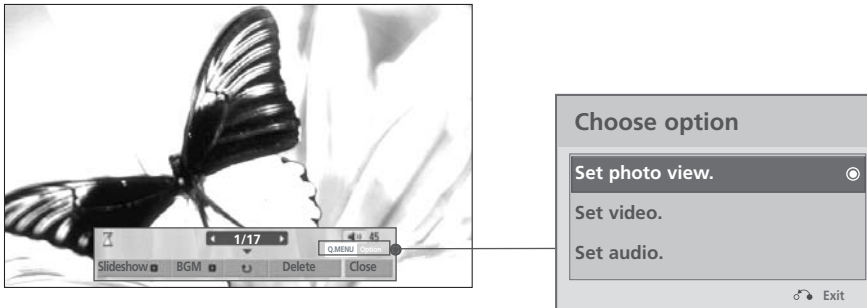 1/17
45
Q.MENU Option
Slideshow BGM Delete Close
Choose option
Set photo view.
Set video.
Set audio.
Exit